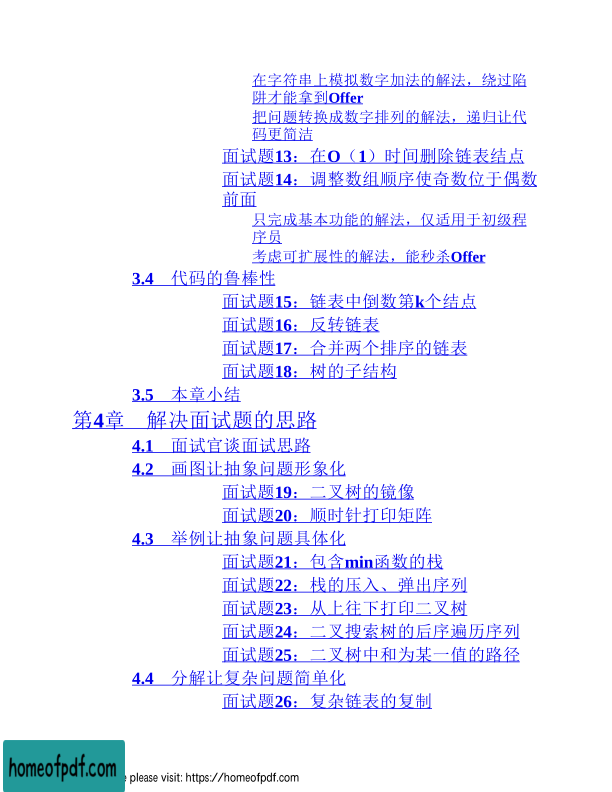 在字符串上模拟数字加法的解法，绕过陷
阱才能拿到Offer
把问题转换成数字排列的解法，递归让代
码更简洁
面试题13：在O（1）时间删除链表结点
面试题14：调整数组顺序使奇数位于偶数
前面
只完成基本功能的解法，仅适用于初级程
序员
考虑可扩展性的解法，能秒杀Offer
3.4 代码的鲁棒性
面试题15：链表中倒数第k个结点
面试题16：反转链表
面试题17：合并两个排序的链表
面试题18：树的子结构
3.5 本章小结
第4章 解决面试题的思路
4.1 面试官谈面试思路
4.2 画图让抽象问题形象化
面试题19：二叉树的镜像
面试题20：顺时针打印矩阵
4.3 举例让抽象问题具体化
面试题21：包含min函数的栈
面试题22：栈的压入、弹出序列
面试题23：从上往下打印二叉树
面试题24：二叉搜索树的后序遍历序列
面试题25：二叉树中和为某一值的路径
4.4 分解让复杂问题简单化
面试题26：复杂链表的复制
homeofpdf.com
please visit: https://homeofpdf.com